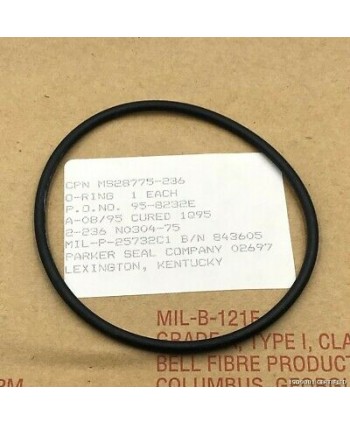 CPN MS28775-236
O-RING 1 EACH
P.O.NO. 95-8232E
A-08/95 CURED 1Q95
2-236 N0304-75
MIL-P-25732C1 B/N 843605
PARKER SEAL COMPANY 02697
LEXINGTON, KENTUCKY
MIL-B-121F
TYPE I, CLA
BELL FIBRE PRODUCT
COLUMBUS, GE